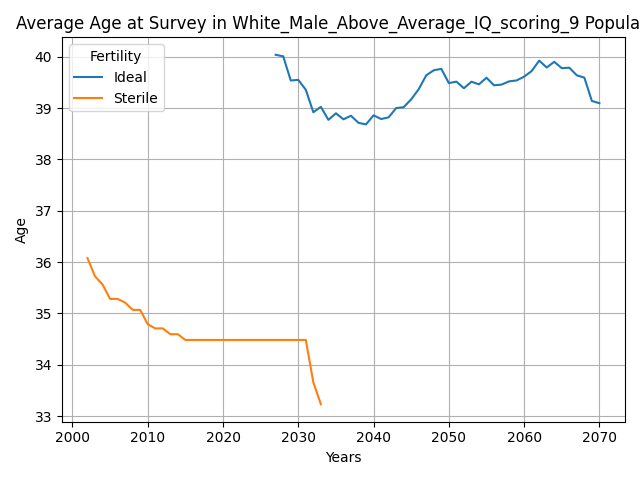 Average Age at Survey in White_Male_Above_Average_IQ_scoring_9 Popula
Fertility
Ideal
Sterile
40
39
38
37
36
35
34
33
Age
2000 2010 2020 2030 2040 2050 2060 2070
Years